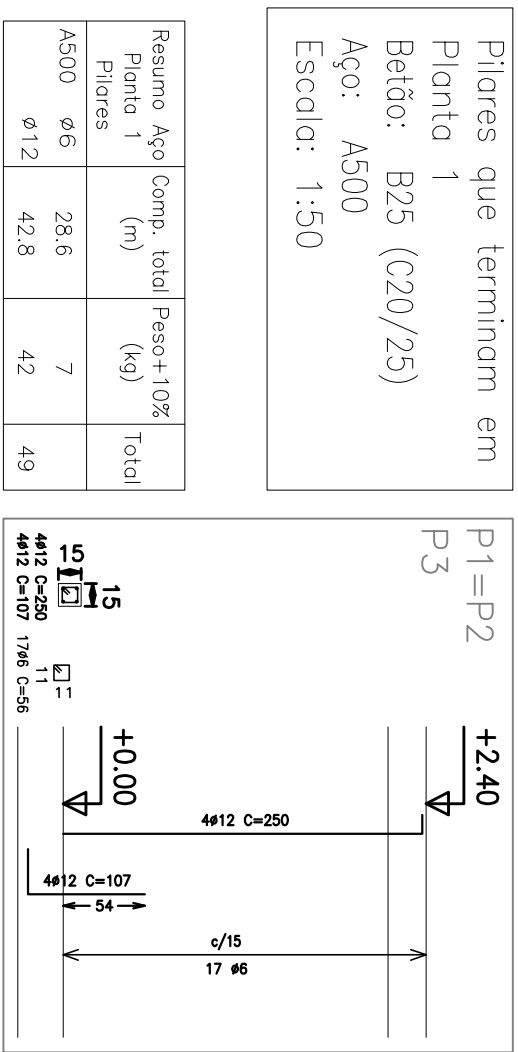 Pilares que terminam em
Planta 1
Betão: B25 (C20/25)
Aço: A500
Escala: 1:50
Resumo Aço Comp. total Peso+10% Total
Planta 1 (m) (kg)
Pilares
A500 ø6 28.6 7
ø12 42.8 42 49
P1=P2
P3
15
15
4ø12 C=250
4ø12 C=107
11
11
17ø6 C=56
+2.40
+0.00
4ø12 C=250
4ø12 C=107
54
c/15
17 ø6